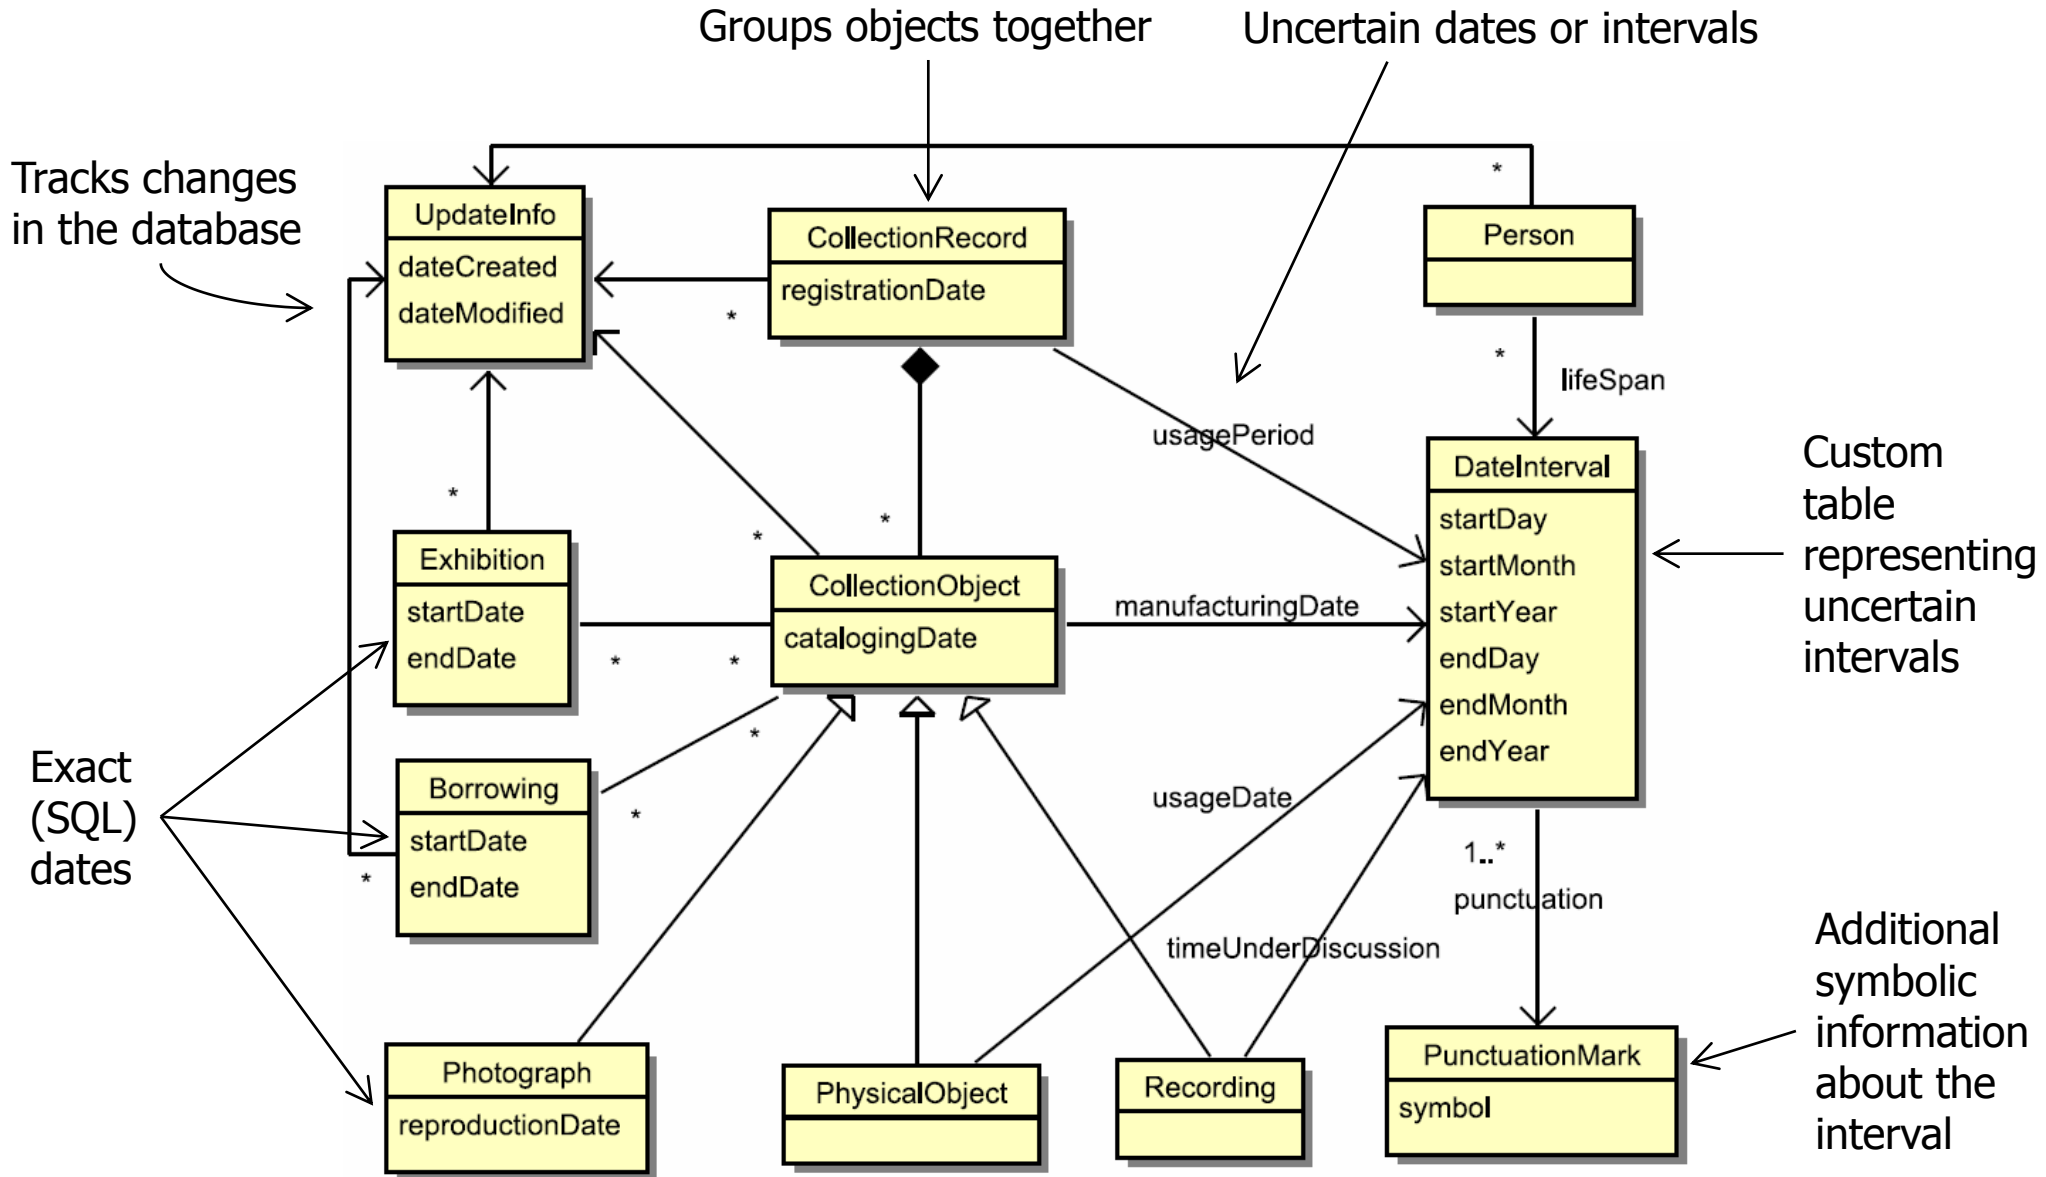 Groups objects together
Uncertain dates or intervals
Tracks changes
in the database
*
UpdateInfo
dateCreated
dateModified
CollectionRecord
registrationDate
*
Person
*
lifeSpan
usagePeriod
*
*
*
Exhibition
startDate
endDate
*
*
CollectionObject
catalogingDate
manufacturingDate
DateInterval
startDay
startMonth
startYear
endDay
endMonth
endYear
Custom
table
representing
uncertain
intervals
Exact
(SQL)
dates
Borrowing
startDate
endDate
*
*
*
usageDate
1..*
punctuation
timeUnderDiscussion
Photograph
reproductionDate
PhysicalObject
Recording
PunctuationMark
symbol
Additional
symbolic
information
about the
interval